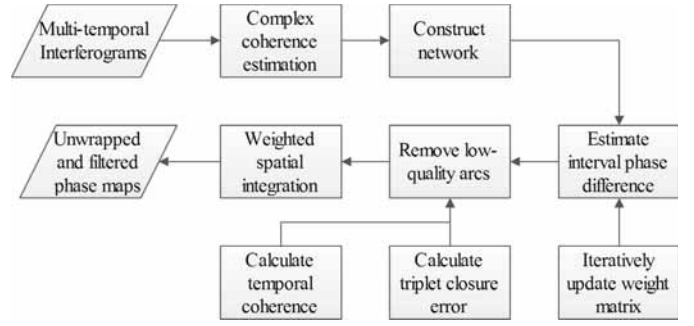 Multi-temporal
Interferograms
Complex
coherence
estimation
Construct
network
Unwrapped
and filtered
phase maps
Weighted
spatial
integration
Remove low-
quality arcs
Estimate
interval phase
difference
Calculate
temporal
coherence
Calculate
triplet closure
error
Iteratively
update weight
matrix